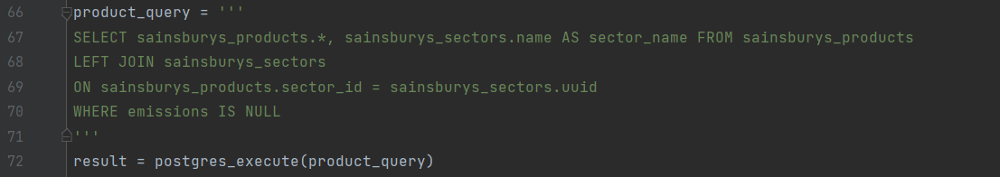 66 product_query = '''
67 SELECT sainsburys_products.*, sainsburys_sectors.name AS sector_name FROM sainsburys_products
68 LEFT JOIN sainsburys_sectors
69 ON sainsburys_products.sector_id = sainsburys_sectors.uuid
70 WHERE emissions IS NULL
71 '''
72 result = postgres_execute(product_query)